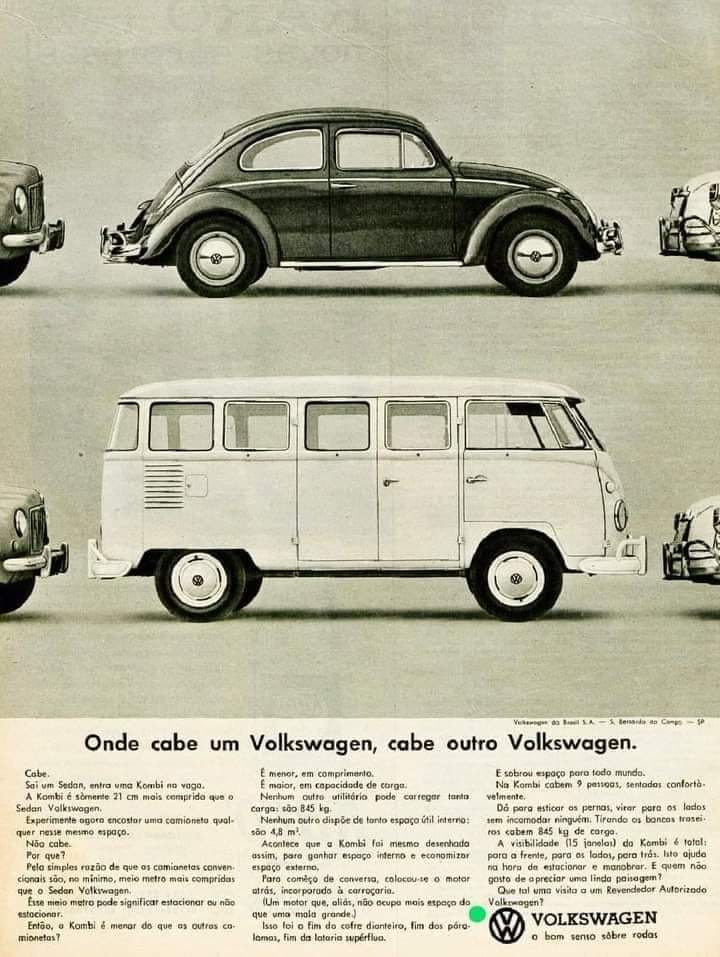 Volkswagen do Brasil S.A. — S. Bernardo do Campo — SP
Onde cabe um Volkswagen, cabe outro Volkswagen.
Cabe.
Sai um Sedan, entra uma Kombi na vaga.
A Kombi é sòmente 21 cm mais comprida que o
Sedan Volkswagen.
Experimente agora encostar uma camioneta qual-
quer nesse mesmo espaço.
Não cabe.
Por que?
Pela simples razão de que as camionetas conven-
cionais são, no mínimo, meio metro mais compridas
que o Sedan Volkswagen.
Êsse meio metro pode significar estacionar ou não
estacionar.
Então, a Kombi é menor do que as outras ca-
mionetas?
É menor, em comprimento.
É maior, em capacidade de carga.
Nenhum outro utilitário pode carregar tanta
carga: são 845 kg.
Nenhum outro dispõe de tanto espaço útil interno:
são 4,8 m³.
Acontece que a Kombi foi mesmo desenhada
assim, para ganhar espaço interno e economizar
espaço externo.
Para comêço de conversa, colocou-se o motor
atrás, incorporado à carroçaria.
(Um motor que, aliás, não ocupa mais espaço do
que uma mala grande.)
Isso foi o fim do cofre dianteiro, fim dos pára-
lamas, fim da lataria supérflua.
E sobrou espaço para todo mundo.
Na Kombi cabem 9 pessoas, sentadas confortà-
velmente.
Dá para esticar as pernas, virar para os lados
sem incomodar ninguém. Tirando os bancos trasei-
ros cabem 845 kg de carga.
A visibilidade (15 janelas) da Kombi é total:
para a frente, para os lados, para trás. Isto ajuda
na hora de estacionar e manobrar. E quem não
gosta de apreciar uma linda paisagem?
Que tal uma visita a um Revendedor Autorizado
Volkswagen?
VOLKSWAGEN
o bom senso sôbre rodas